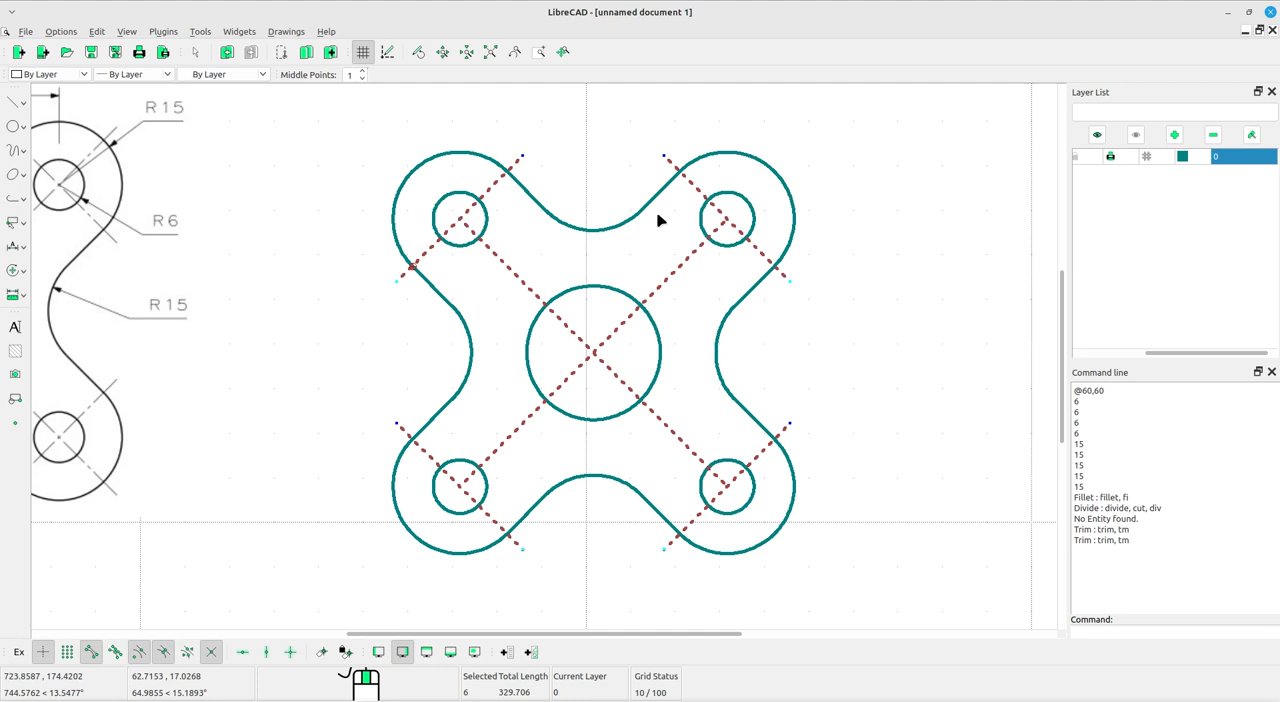 LibreCAD - [unnamed document 1]
File Options Edit View Plugins Tools Widgets Drawings Help
By Layer By Layer By Layer Middle Points: 1
Layer List
0
R15
R6
R15
Command line
@60,60
6
6
6
6
15
15
15
15
15
Fillet : fillet, fi
Divide : divide, cut, div
No Entity found.
Trim : trim, tm
Trim : trim, tm
Command:
Ex
723.8587 , 174.4202 62.7153 , 17.0268 Selected Total Length Current Layer Grid Status
744.5762 < 13.5477° 64.9855 < 15.1893° 6 329.706 0 10 / 100